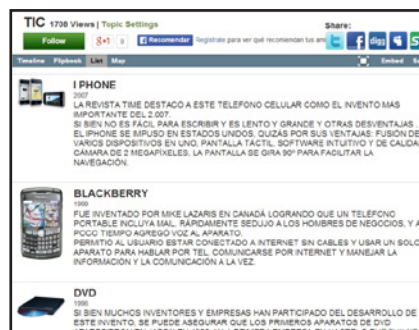 TIC 1708 Views | Topic Settings
Share:
Follow
g+1 0
Recomendar Regístrate para ver qué recomiendan tus am
digg
Timeline Flipbook List Map
Embed
I PHONE
2007
LA REVISTA TIME DESTACO A ESTE TELEFONO CELULAR COMO EL INVENTO MAS
IMPORTANTE DEL 2.007.
SI BIEN NO ES FÁCIL PARA ESCRIBIR Y ES LENTO Y GRANDE Y OTRAS DESVENTAJAS .
EL IPHONE SE IMPUSO EN ESTADOS UNIDOS, QUIZÁS POR SUS VENTAJAS: FUSIÓN DE
VARIOS DISPOSITIVOS EN UNO, PANTALLA TACTIL, SOFTWARE INTUITIVO Y DE CALIDA
CÁMARA DE 2 MEGAPÍXELES, LA PANTALLA SE GIRA 90º PARA FACILITAR LA
NAVEGACIÓN.
BLACKBERRY
1999
FUE INVENTADO POR MIKE LAZARIS EN CANADÁ LOGRANDO QUE UN TELÉFONO
PORTABLE INCLUYA MAIL. RÁPIDAMENTE SEDUJO A LOS HOMBRES DE NEGOCIOS, Y A
POCO TIEMPO AGREGO VOZ AL APARATO.
PERMITIÓ AL USUARIO ESTAR CONECTADO A INTERNET SIN CABLES Y USAR UN SOLO
APARATO PARA HABLAR POR TEL, COMUNICARSE POR INTERNET Y MANEJAR LA
INFORMACIÓN Y LA COMUNICACIÓN A LA VEZ.
DVD
SI BIEN MUCHOS INVENTORES Y EMPRESAS HAN PARTICIPADO DEL DESARROLLO DE
ESTE INVENTO, SE PUEDE ASEGURAR QUE LOS PRIMEROS APARATOS DE DVD